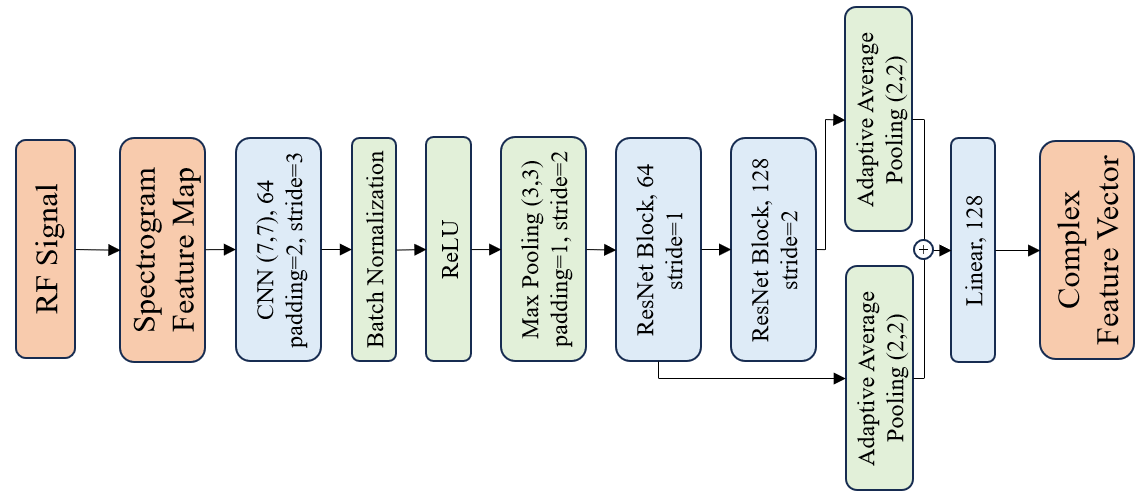 RF Signal
Spectrogram
Feature Map
CNN (7,7), 64
padding=2, stride=3
Batch Nornalization
ReLU
Max Pooling (3,3)
padding=1, stride=2
ResNet Block, 64
stride=1
ResNet Block, 128
stride=2
Adaptive Average
Pooling (2,2)
Adaptive Average
Pooling (2,2)
+
Linear, 128
Complex
Feature Vector